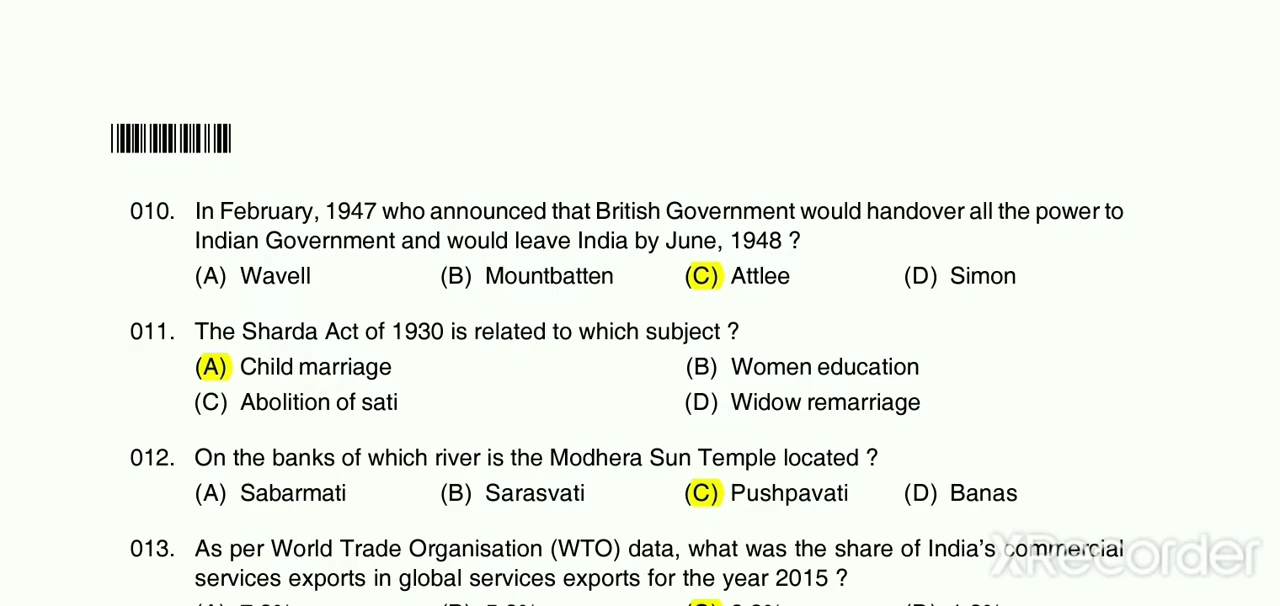 010. In February, 1947 who announced that British Government would handover all the power to
Indian Government and would leave India by June, 1948 ?
(A) Wavell (B) Mountbatten (C) Attlee (D) Simon
011. The Sharda Act of 1930 is related to which subject ?
(A) Child marriage (B) Women education
(C) Abolition of sati (D) Widow remarriage
012. On the banks of which river is the Modhera Sun Temple located ?
(A) Sabarmati (B) Sarasvati (C) Pushpavati (D) Banas
013. As per World Trade Organisation (WTO) data, what was the share of India's commercial
services exports in global services exports for the year 2015 ?
XRecorder